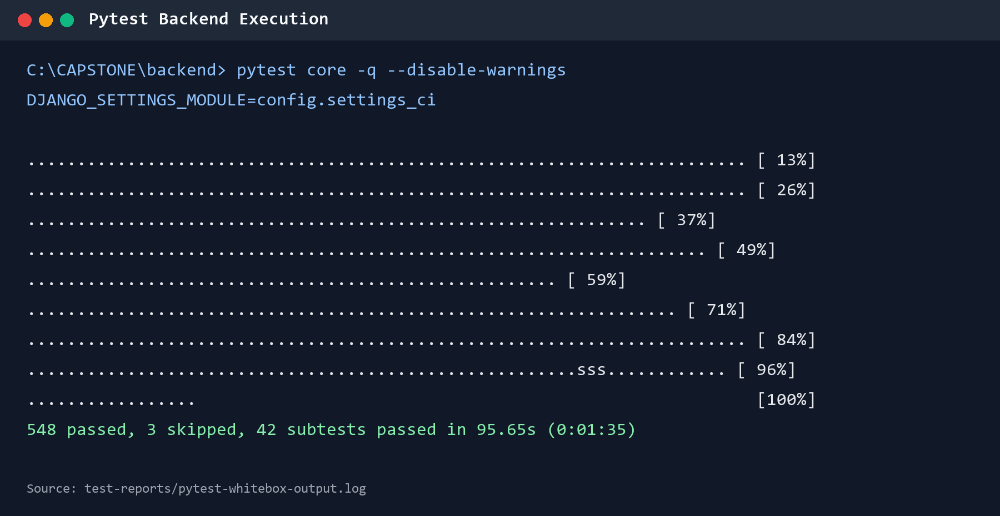 Pytest Backend Execution
C:\CAPSTONE\backend> pytest core -q --disable-warnings
DJANGO_SETTINGS_MODULE=config.settings_ci
........................................................................ [ 13%]
........................................................................ [ 26%]
.............................................................. [ 37%]
.................................................................... [ 49%]
..................................................... [ 59%]
................................................................. [ 71%]
........................................................................ [ 84%]
.......................................................sss............ [ 96%]
................. [100%]
548 passed, 3 skipped, 42 subtests passed in 95.65s (0:01:35)
Source: test-reports/pytest-whitebox-output.log